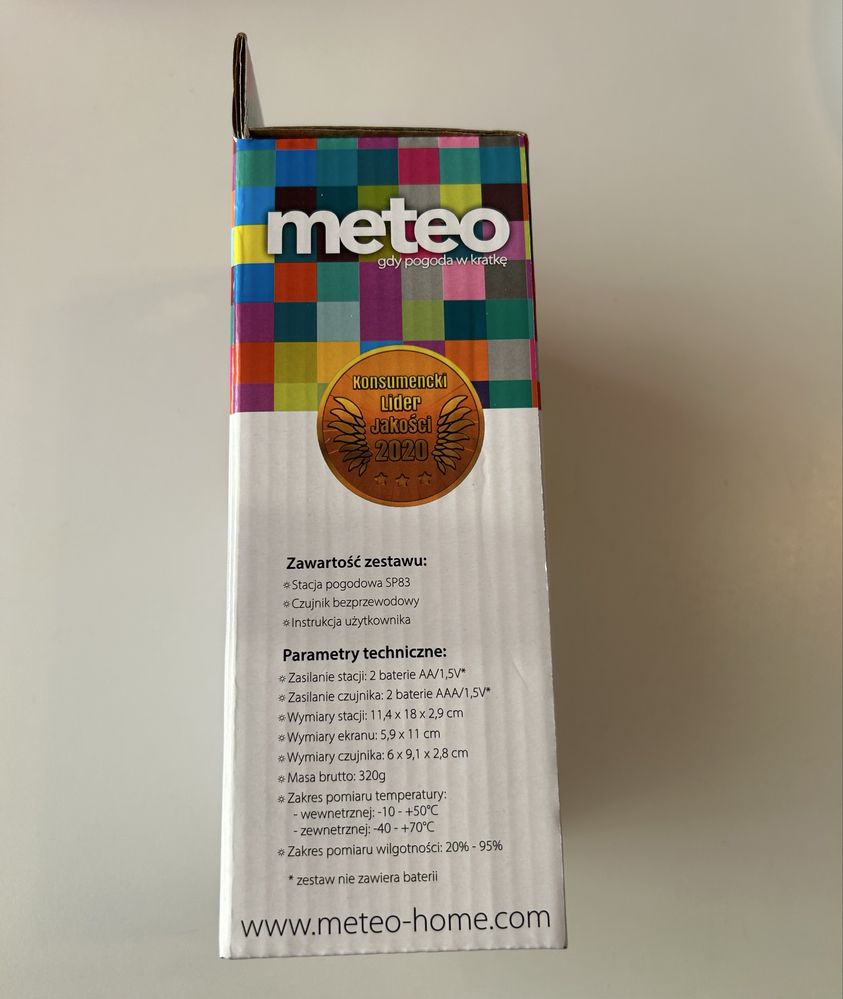 meteo
gdy pogoda w kratkę
Konsumencki
Lider
Jakości
2020
Zawartość zestawu:
Stacja pogodowa SP83
Czujnik bezprzewodowy
Instrukcja użytkownika
Parametry techniczne:
Zasilanie stacji: 2 baterie AA/1,5V*
Zasilanie czujnika: 2 baterie AAA/1,5V*
Wymiary stacji: 11,4 x 18 x 2,9 cm
Wymiary ekranu: 5,9 x 11 cm
Wymiary czujnika: 6 x 9,1 x 2,8 cm
Masa brutto: 320g
Zakres pomiaru temperatury:
- wewnetrznej: -10 - +50°C
- zewnetrznej: -40 - +70°C
Zakres pomiaru wilgotności: 20% - 95%
* zestaw nie zawiera baterii
www.meteo-home.com